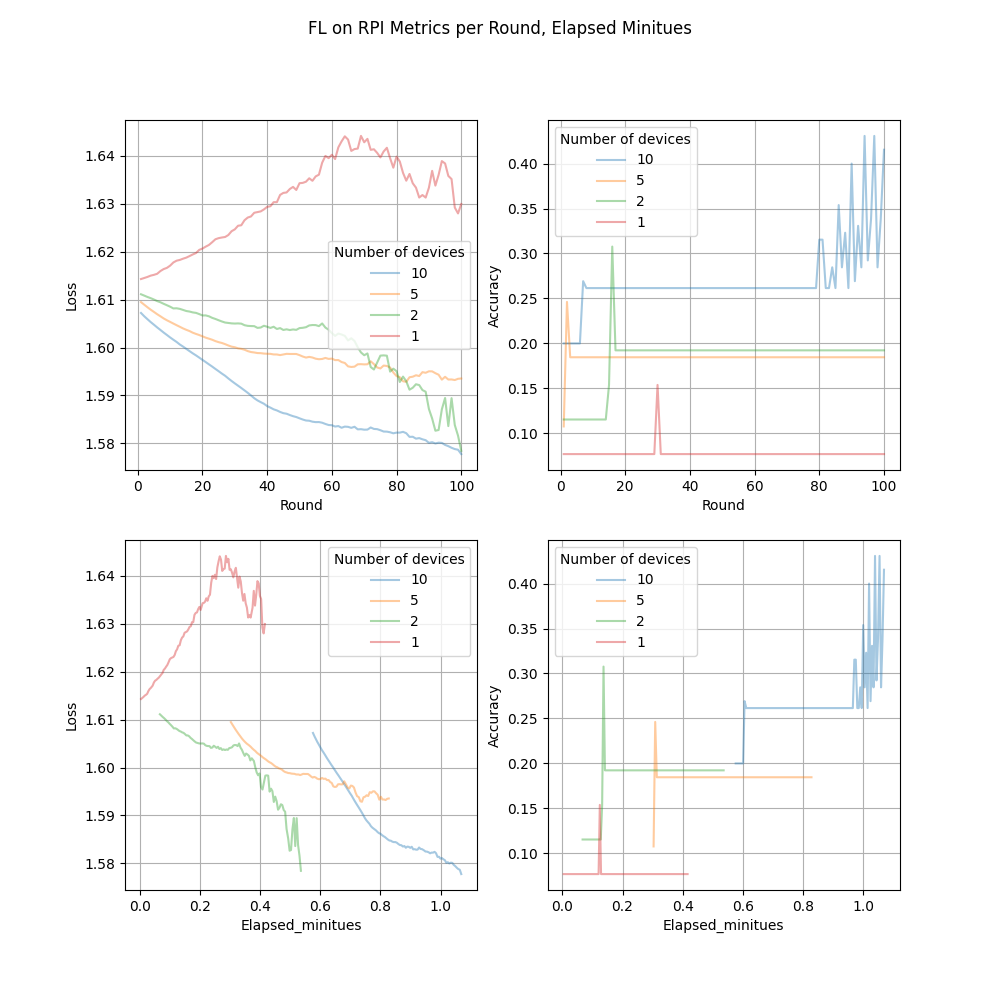 FL on RPI Metrics per Round, Elapsed Minitues
1.64
1.63
1.62
1.61
1.60
1.59
1.58
Loss
Number of devices
10
5
2
1
0 20 40 60 80 100
Round
0.40
0.35
0.30
0.25
0.20
0.15
0.10
Accuracy
Number of devices
10
5
2
1
0 20 40 60 80 100
Round
1.64
1.63
1.62
1.61
1.60
1.59
1.58
Loss
Number of devices
10
5
2
1
0.0 0.2 0.4 0.6 0.8 1.0
Elapsed_minitues
0.40
0.35
0.30
0.25
0.20
0.15
0.10
Accuracy
Number of devices
10
5
2
1
0.0 0.2 0.4 0.6 0.8 1.0
Elapsed_minitues